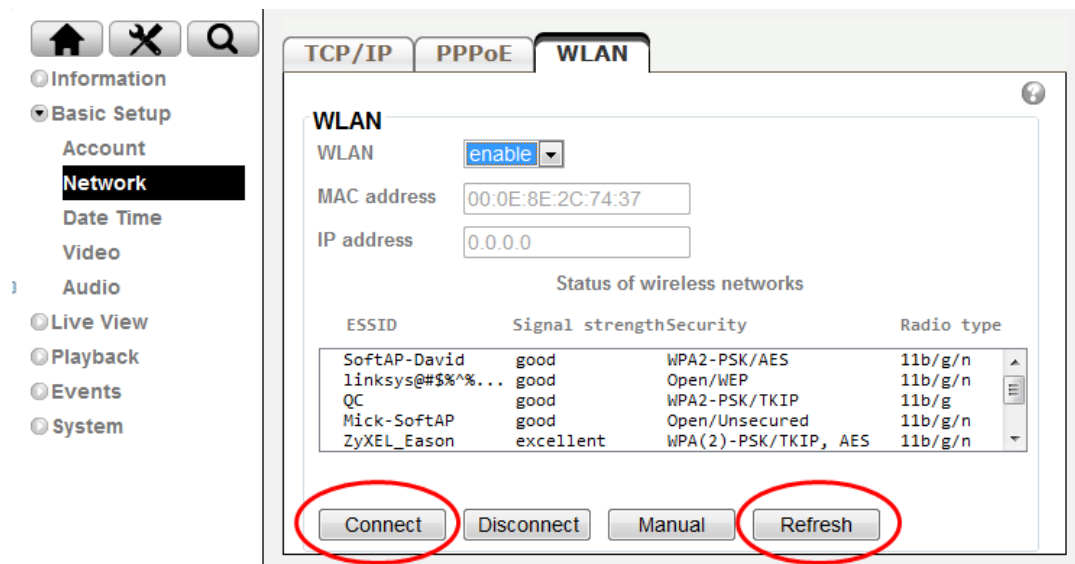 Information
Basic Setup
Account
Network
Date Time
Video
Audio
Live View
Playback
Events
System
TCP/IP PPPoE WLAN
WLAN
WLAN enable
MAC address 00:0E:8E:2C:74:37
IP address 0.0.0.0
Status of wireless networks
ESSID Signal strength Security Radio type
SoftAP-David good WPA2-PSK/AES 11b/g/n
linksys@#$%^%... good Open/WEP 11b/g/n
QC good WPA2-PSK/TKIP 11b/g
Mick-SoftAP good Open/Unsecured 11b/g/n
ZyXEL_Eason excellent WPA(2)-PSK/TKIP, AES 11b/g/n
Connect Disconnect Manual Refresh